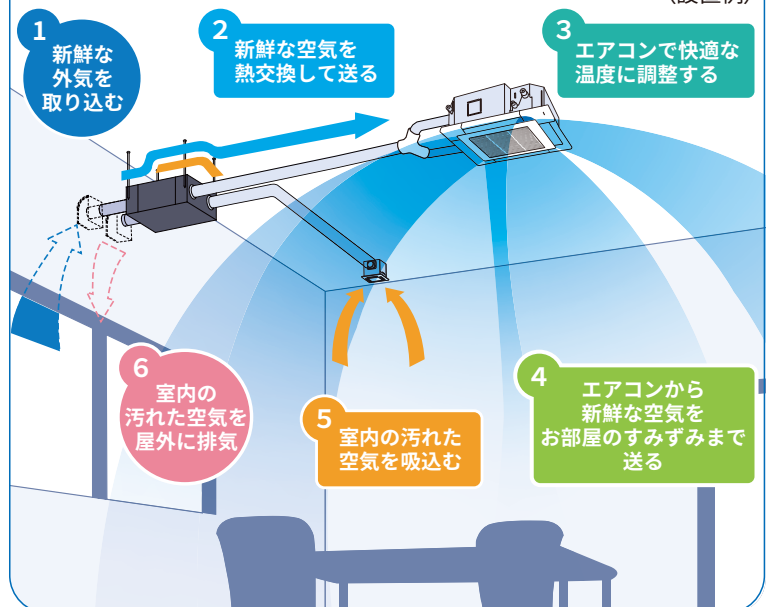 (設置例)
1
新鮮な
外気を
取り込む
2
新鮮な空気を
熱交換して送る
3
エアコンで快適な
温度に調整する
4
エアコンから
新鮮な空気を
お部屋のすみずみまで
送る
5
室内の汚れた
空気を吸込む
6
室内の
汚れた空気を
屋外に排気